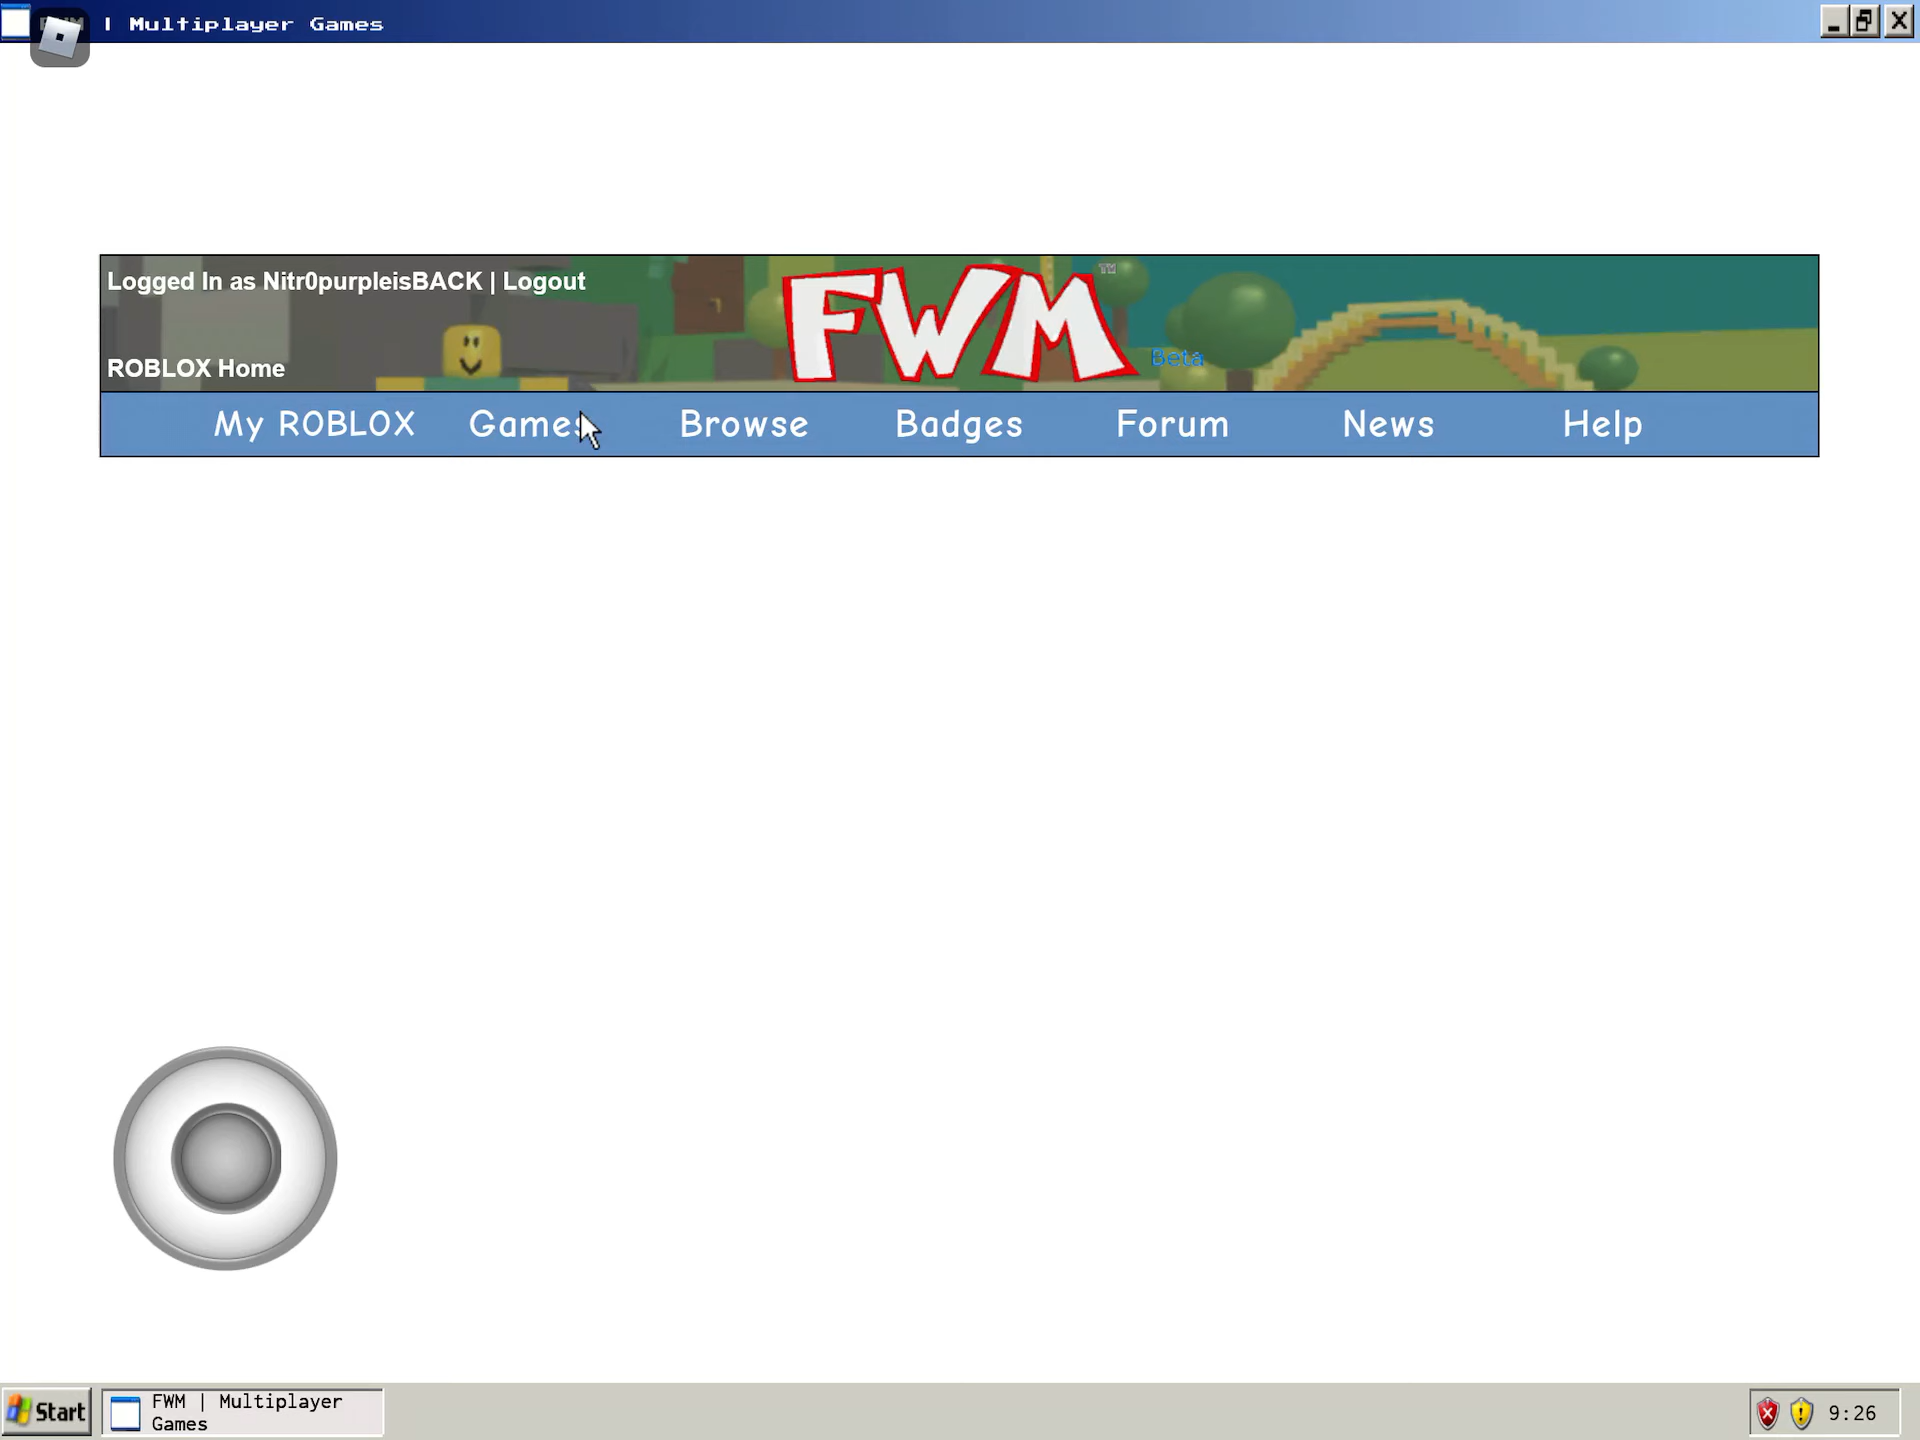 FWM | Multiplayer Games
Logged In as Nitr0purpleisBACK | Logout
FWM™
Beta
ROBLOX Home
My ROBLOX Games Browse Badges Forum News Help
Start
FWM | Multiplayer
Games
9:26